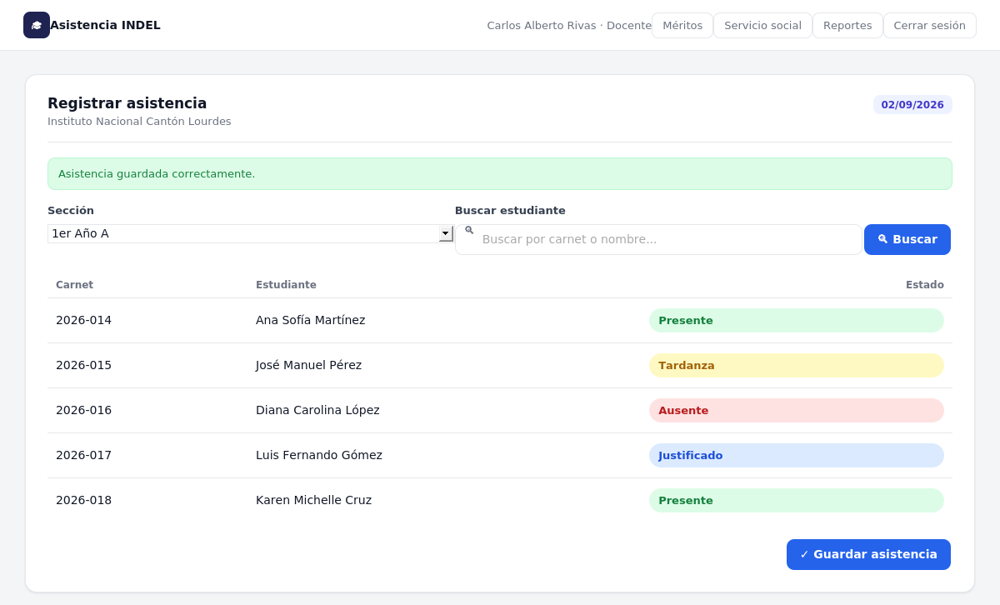 Asistencia INDEL
Carlos Alberto Rivas · Docente Méritos Servicio social Reportes Cerrar sesión
Registrar asistencia
02/09/2026
Instituto Nacional Cantón Lourdes
Asistencia guardada correctamente.
Sección Buscar estudiante
1er Año A Buscar por carnet o nombre... Buscar
Carnet Estudiante Estado
2026-014 Ana Sofía Martínez Presente
2026-015 José Manuel Pérez Tardanza
2026-016 Diana Carolina López Ausente
2026-017 Luis Fernando Gómez Justificado
2026-018 Karen Michelle Cruz Presente
✓ Guardar asistencia